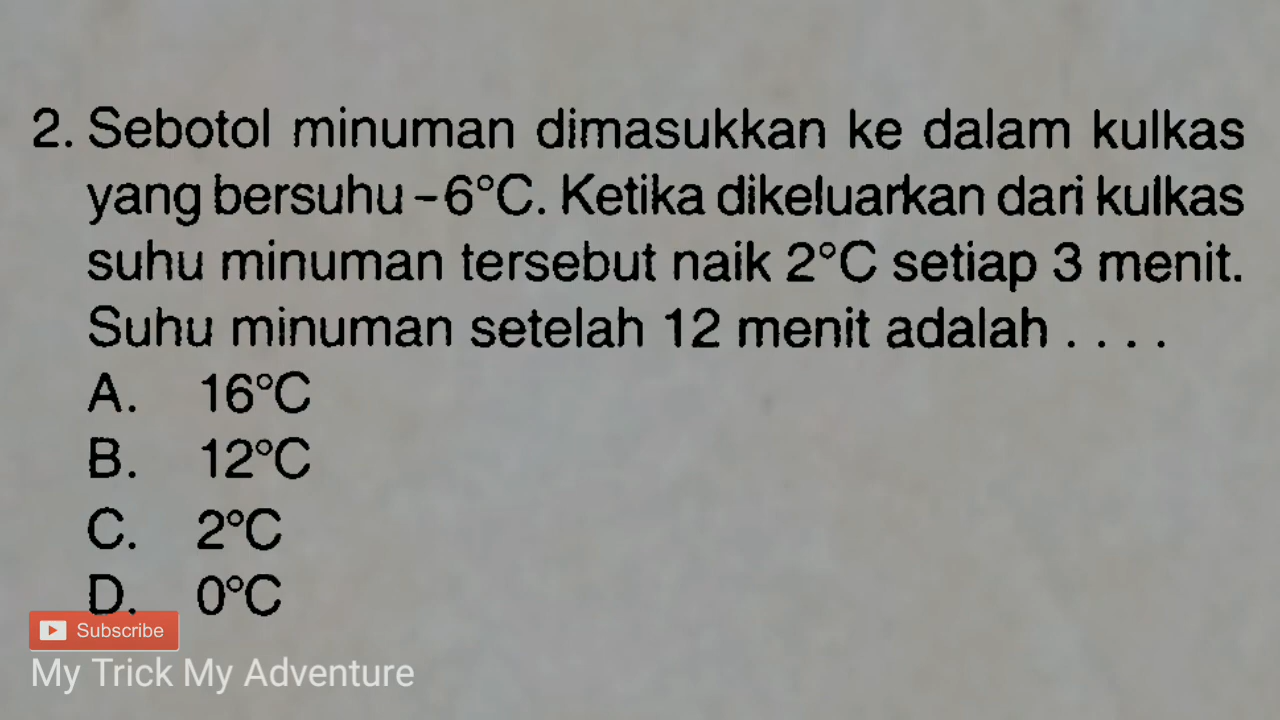 2. Sebotol minuman dimasukkan ke dalam kulkas
yang bersuhu -6°C. Ketika dikeluarkan dari kulkas
suhu minuman tersebut naik 2°C setiap 3 menit.
Suhu minuman setelah 12 menit adalah . . . .
A. 16°C
B. 12°C
C. 2°C
D. 0°C
Subscribe
My Trick My Adventure